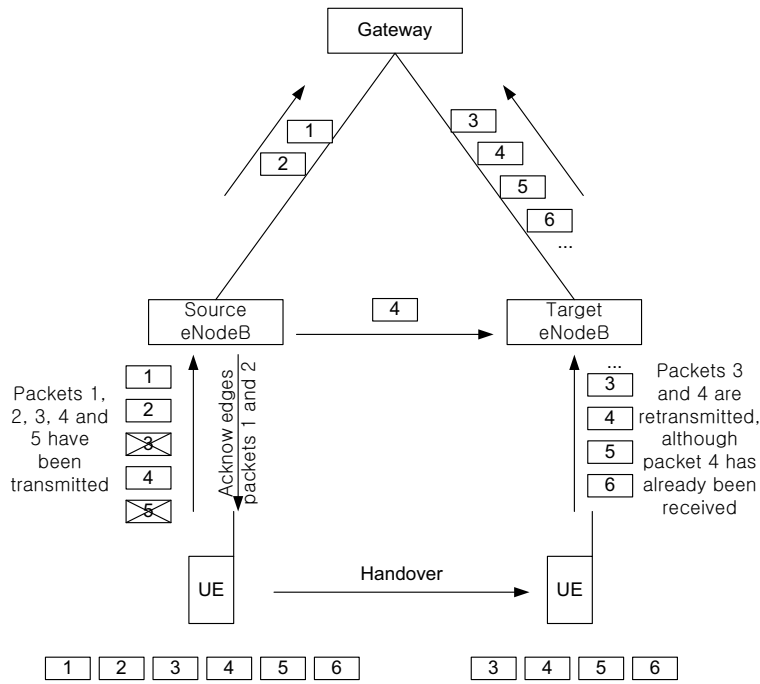 Gateway
1
2
3
4
5
6
...
Source
eNodeB
4
Target
eNodeB
Packets 1,
2, 3, 4 and
5 have
been
transmitted
1
2
3
4
5
Acknow edges
packets 1 and 2
...
3
4
5
6
Packets 3
and 4 are
retransmitted,
although
packet 4 has
already been
received
UE
Handover
UE
1 2 3 4 5 6
3 4 5 6